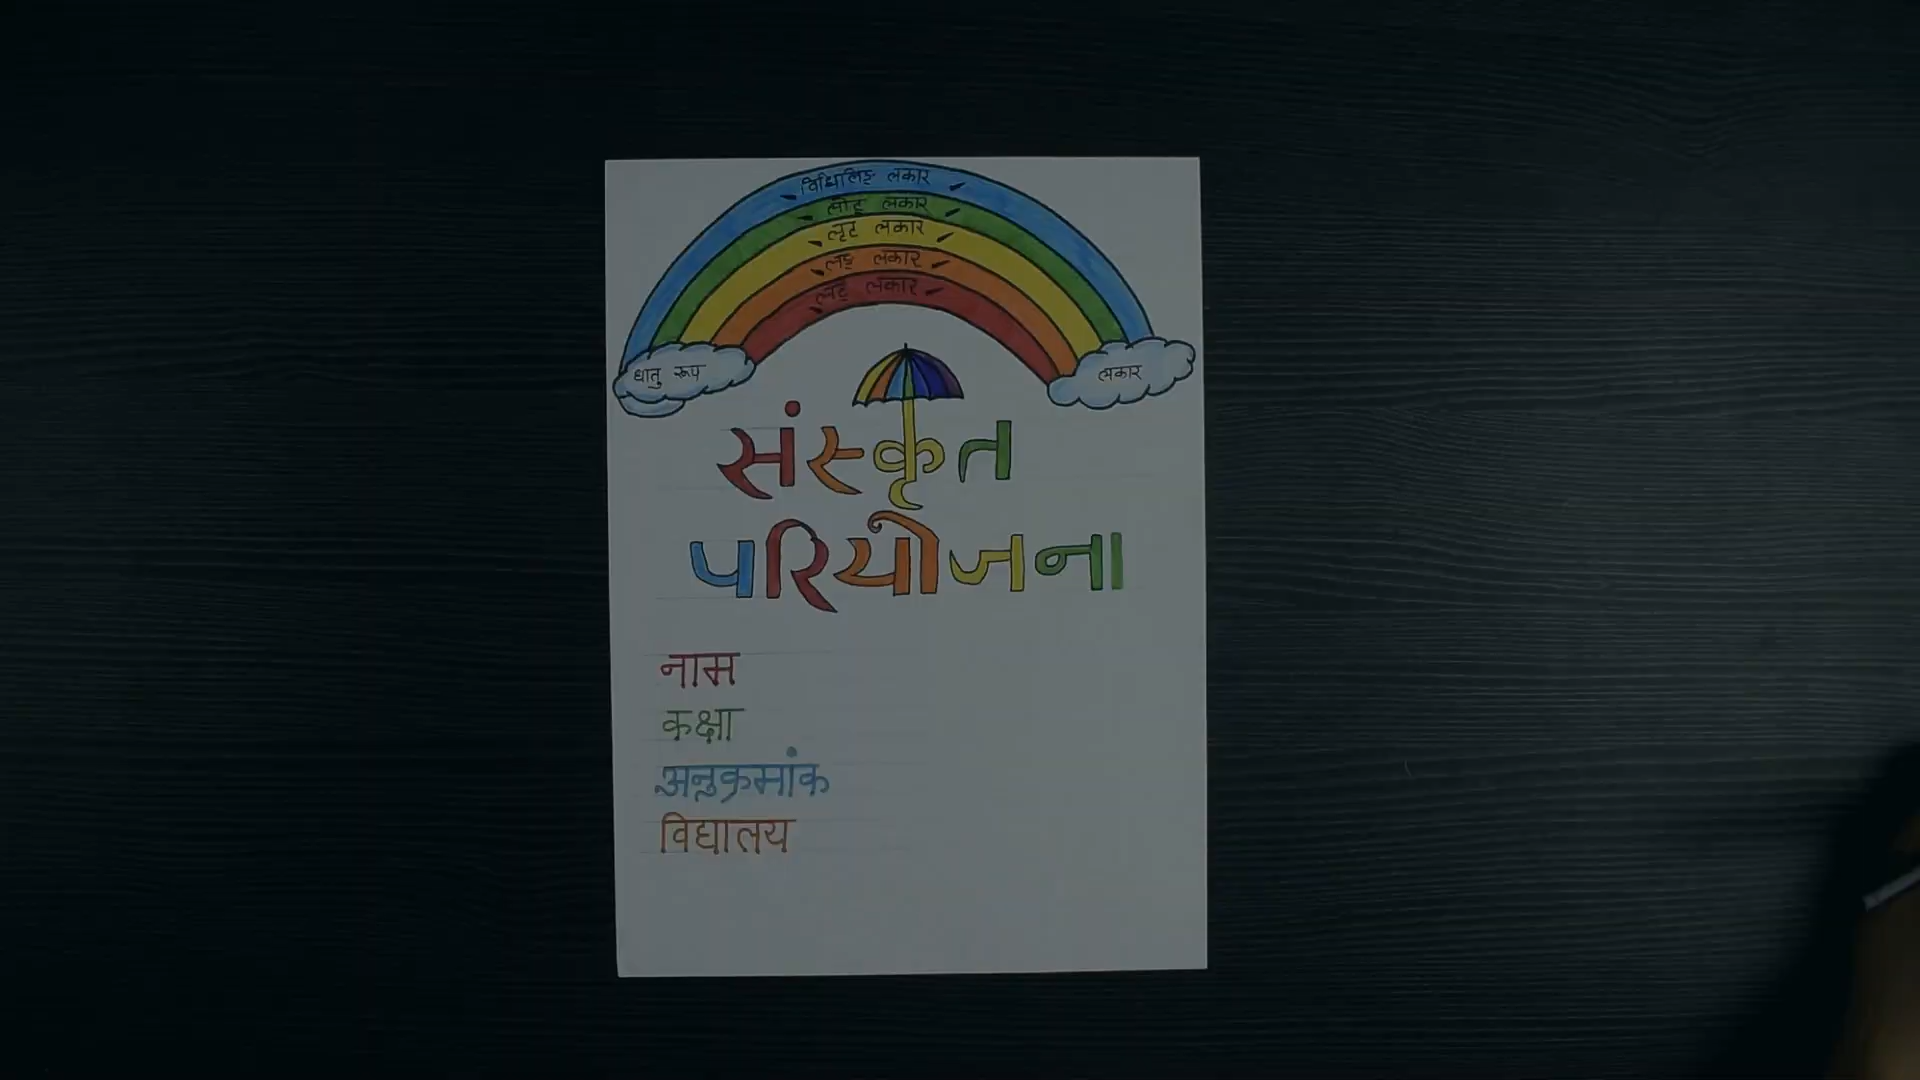 विधिलिङ् लकार
लोट् लकार
लृट् लकार
लङ् लकार
लट् लकार
धातु रूप
लकार
संस्कृत
परियोजना
नाम
कक्षा
अनुक्रमांक
विद्यालय